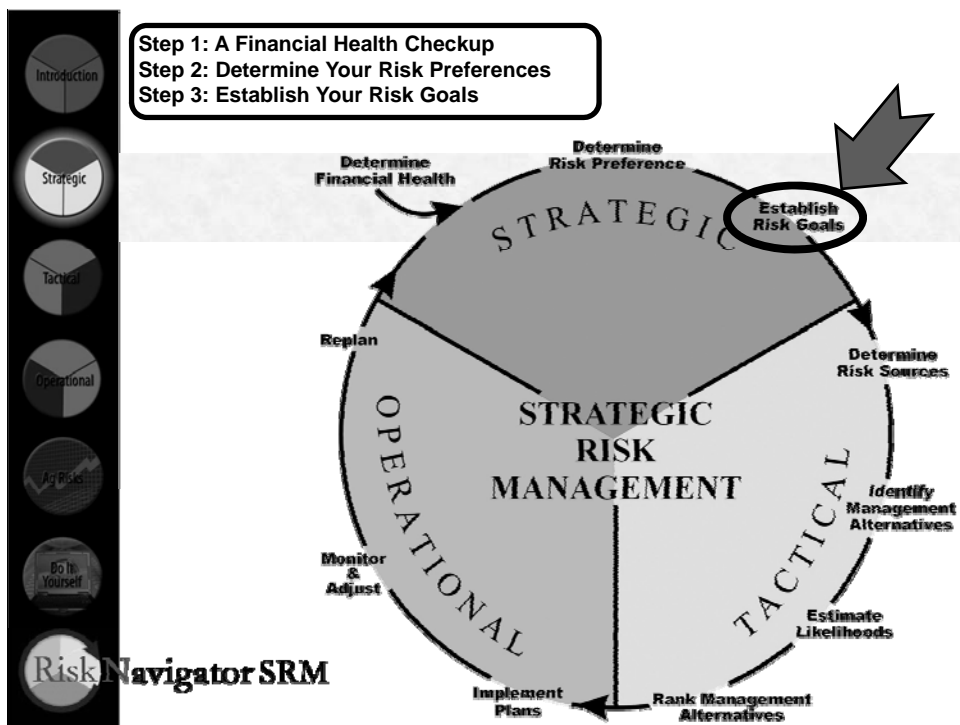 Step 1: A Financial Health Checkup
Step 2: Determine Your Risk Preferences
Step 3: Establish Your Risk Goals
Introduction
Strategic
Tactical
Operational
Ag Risks
Do It
Yourself
Risk Navigator SRM
Determine
Financial Health
Determine
Risk Preference
Establish
Risk Goals
STRATEGIC
Determine
Risk Sources
Identify
Management
Alternatives
TACTICAL
Estimate
Likelihoods
Rank Management
Alternatives
Implement
Plans
OPERATIONAL
Monitor
&
Adjust
Replan
STRATEGIC
RISK
MANAGEMENT